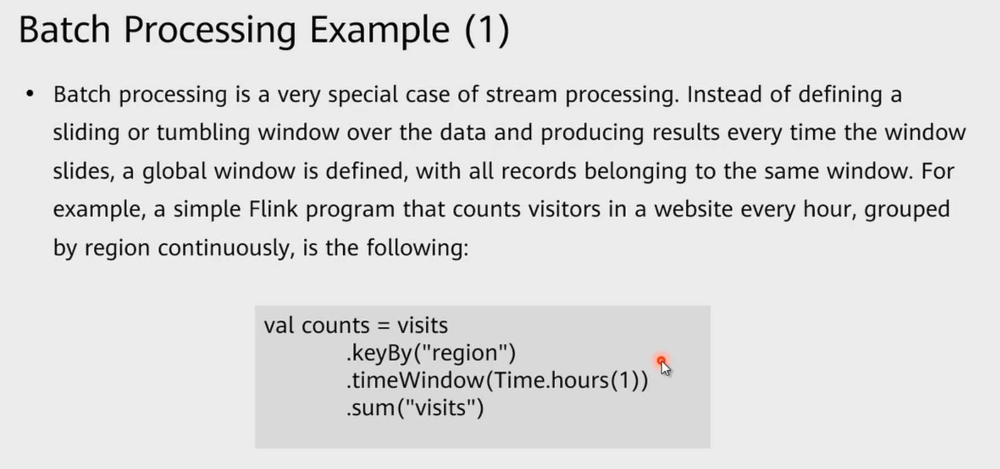 Batch Processing Example (1)
• Batch processing is a very special case of stream processing. Instead of defining a
sliding or tumbling window over the data and producing results every time the window
slides, a global window is defined, with all records belonging to the same window. For
example, a simple Flink program that counts visitors in a website every hour, grouped
by region continuously, is the following:
val counts = visits
.keyBy("region")
.timeWindow(Time.hours(1))
.sum("visits")